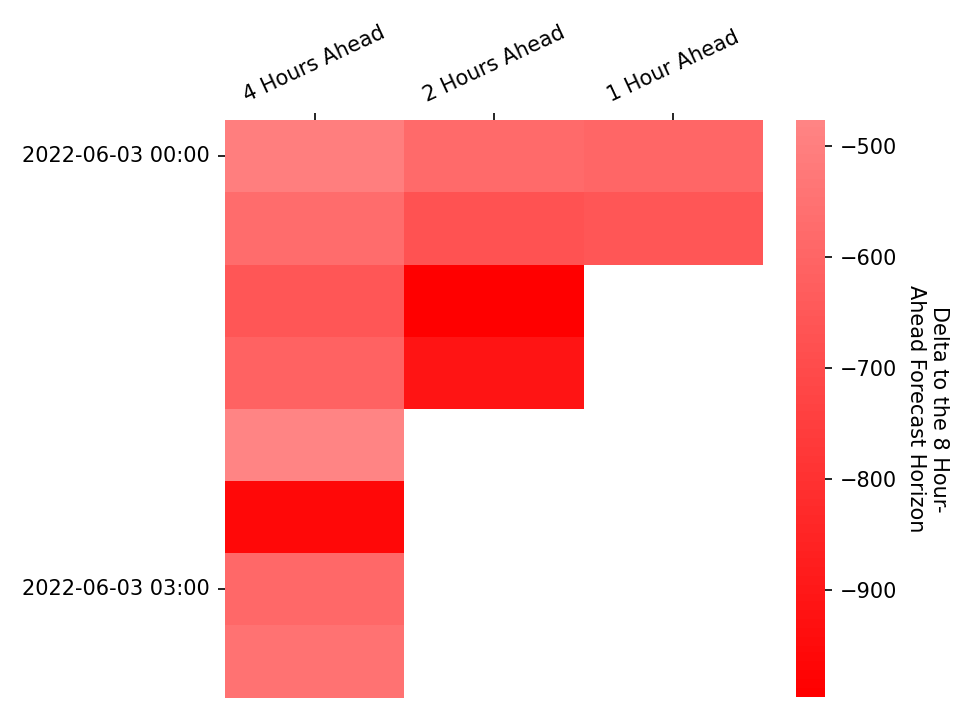 4 Hours Ahead
2 Hours Ahead
1 Hour Ahead
2022-06-03 00:00
2022-06-03 03:00
−500
−600
−700
−800
−900
Delta to the 8 Hour-
Ahead Forecast Horizon